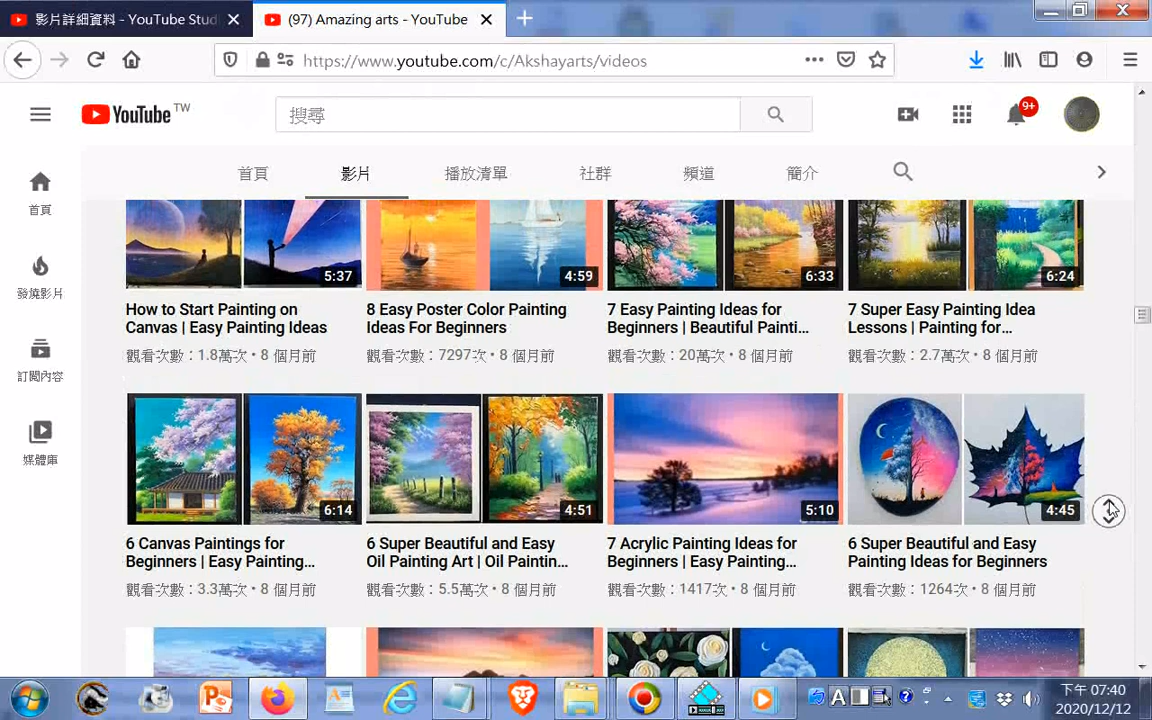 影片詳細資料 - YouTube Stud
(97) Amazing arts - YouTube
https://www.youtube.com/c/Akshayarts/videos
YouTube TW
搜尋
9+
首頁 影片 播放清單 社群 頻道 簡介
首頁
發燒影片
訂閱內容
媒體庫
5:37
4:59
6:33
6:24
How to Start Painting on
Canvas | Easy Painting Ideas
觀看次數：1.8萬次 • 8 個月前
8 Easy Poster Color Painting
Ideas For Beginners
觀看次數：7297次 • 8 個月前
7 Easy Painting Ideas for
Beginners | Beautiful Painti...
觀看次數：20萬次 • 8 個月前
7 Super Easy Painting Idea
Lessons | Painting for...
觀看次數：2.7萬次 • 8 個月前
6:14
4:51
5:10
4:45
6 Canvas Paintings for
Beginners | Easy Painting...
觀看次數：3.3萬次 • 8 個月前
6 Super Beautiful and Easy
Oil Painting Art | Oil Paintin...
觀看次數：5.5萬次 • 8 個月前
7 Acrylic Painting Ideas for
Beginners | Easy Painting...
觀看次數：1417次 • 8 個月前
6 Super Beautiful and Easy
Painting Ideas for Beginners
觀看次數：1264次 • 8 個月前
下午 07:40
2020/12/12